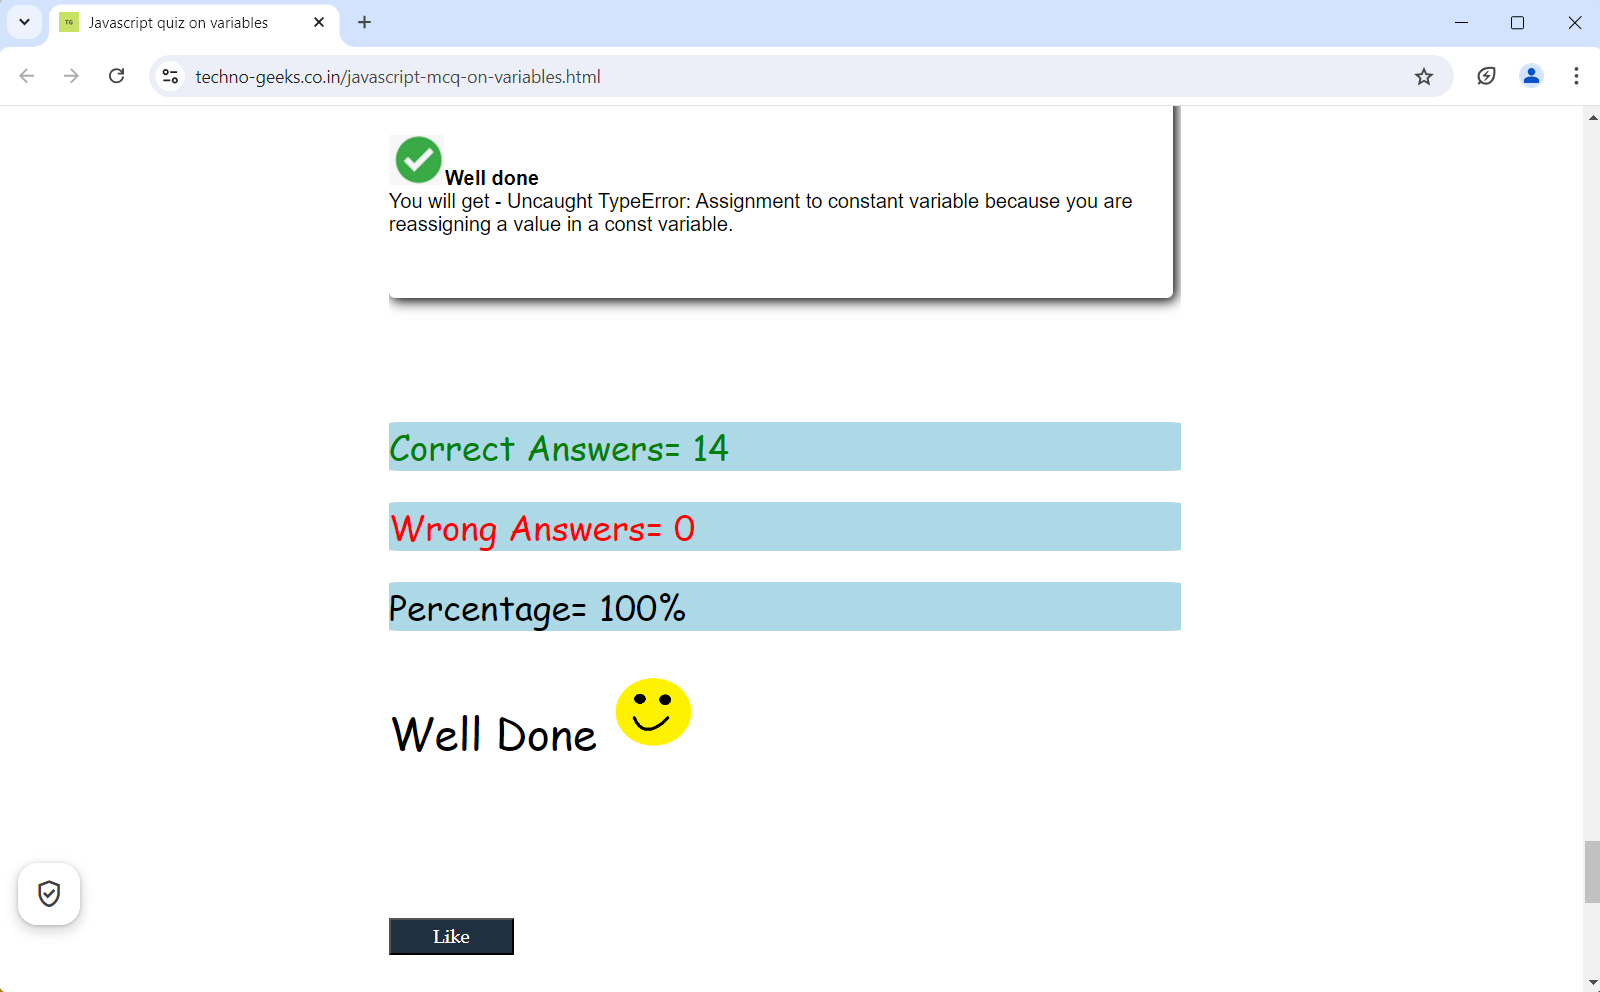 TG Javascript quiz on variables
techno-geeks.co.in/javascript-mcq-on-variables.html
Well done
You will get - Uncaught TypeError: Assignment to constant variable because you are
reassigning a value in a const variable.
Correct Answers= 14
Wrong Answers= 0
Percentage= 100%
Well Done
Like